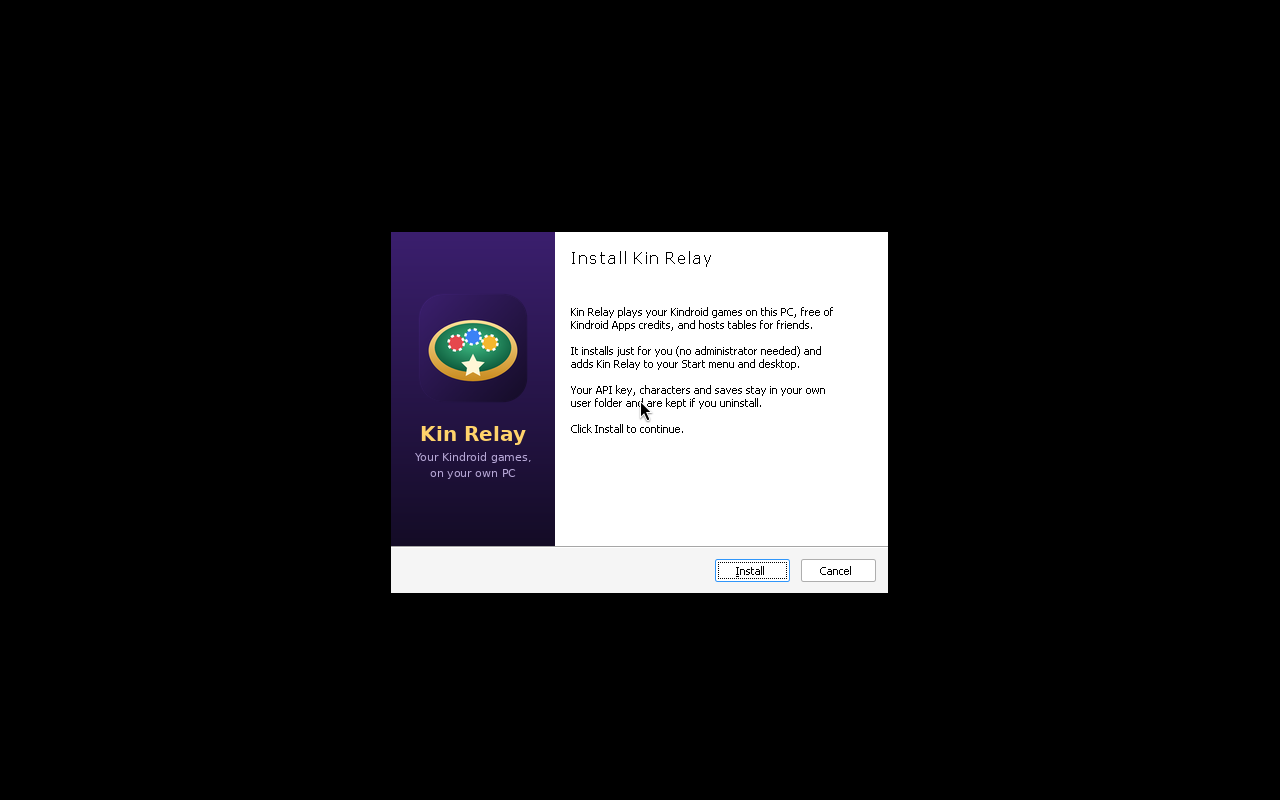 Install Kin Relay
Kin Relay plays your Kindroid games on this PC, free of
Kindroid Apps credits, and hosts tables for friends.
It installs just for you (no administrator needed) and
adds Kin Relay to your Start menu and desktop.
Your API key, characters and saves stay in your own
user folder and are kept if you uninstall.
Click Install to continue.
Kin Relay
Your Kindroid games,
on your own PC
Install
Cancel